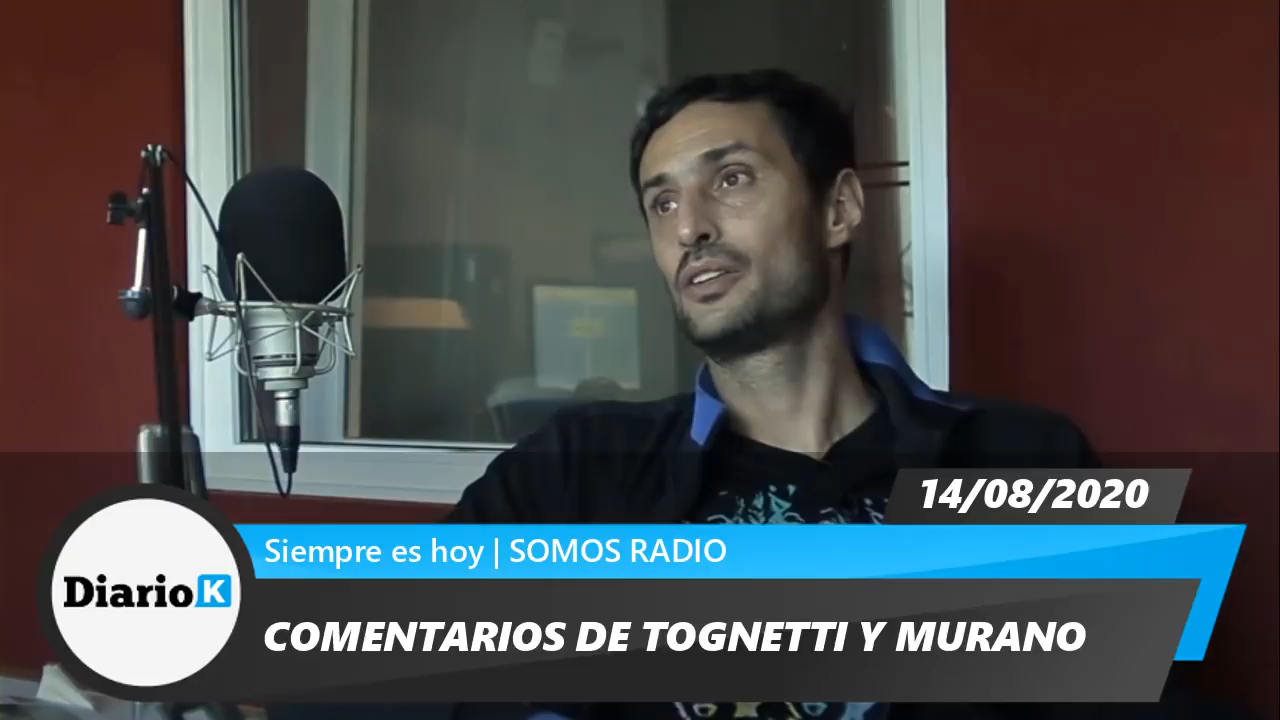 14/08/2020
Siempre es hoy | SOMOS RADIO
DiarioK
COMENTARIOS DE TOGNETTI Y MURANO